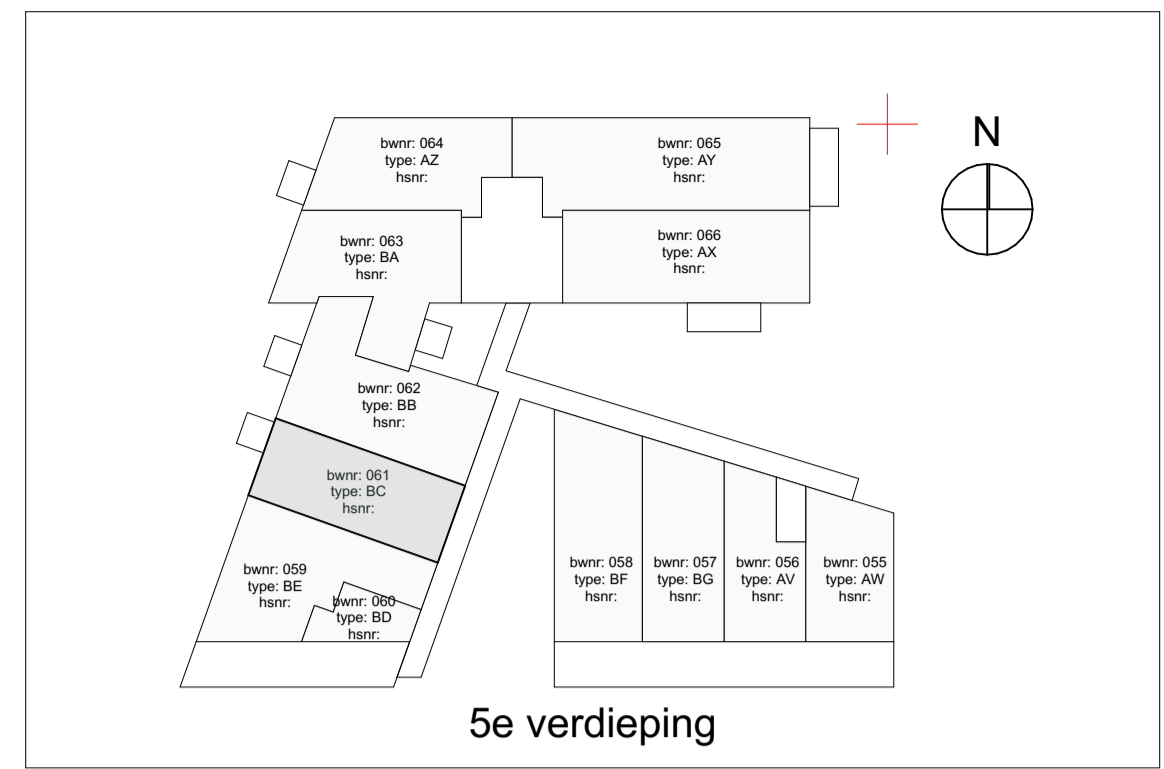 N
bwnr: 064
type: AZ
hsnr:
bwnr: 065
type: AY
hsnr:
bwnr: 063
type: BA
hsnr:
bwnr: 066
type: AX
hsnr:
bwnr: 062
type: BB
hsnr:
bwnr: 061
type: BC
hsnr:
bwnr: 059
type: BE
hsnr:
bwnr: 060
type: BD
hsnr:
bwnr: 058
type: BF
hsnr:
bwnr: 057
type: BG
hsnr:
bwnr: 056
type: AV
hsnr:
bwnr: 055
type: AW
hsnr:
5e verdieping